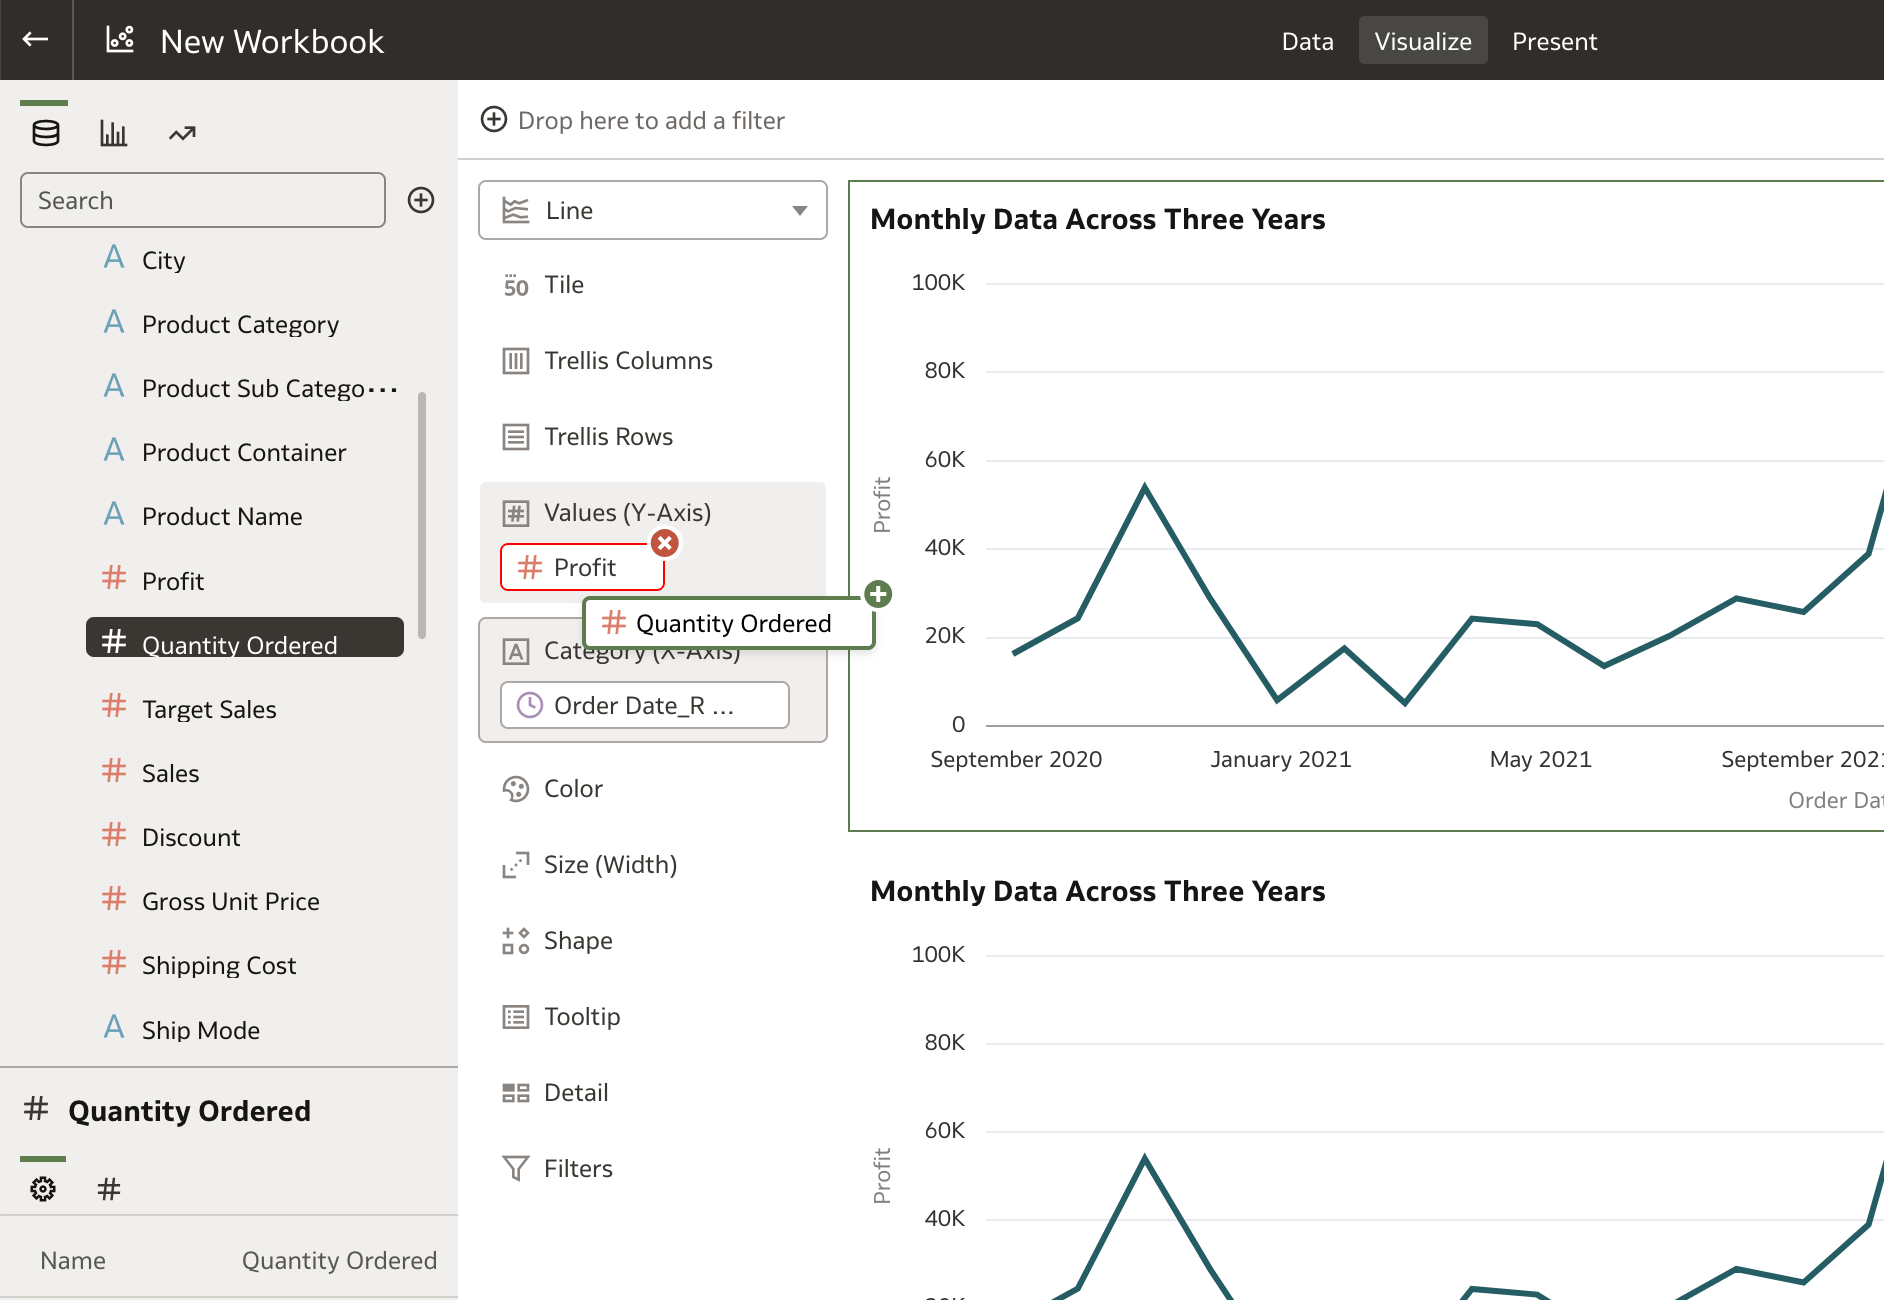 New Workbook
Data Visualize Present
Search
City
Product Category
Product Sub Catego...
Product Container
Product Name
Profit
Quantity Ordered
Target Sales
Sales
Discount
Gross Unit Price
Shipping Cost
Ship Mode
Quantity Ordered
Name Quantity Ordered
Drop here to add a filter
Line
50 Tile
Trellis Columns
Trellis Rows
Values (Y-Axis)
# Profit
# Quantity Ordered
Category (X-Axis)
Order Date_R ...
Color
Size (Width)
Shape
Tooltip
Detail
Filters
Monthly Data Across Three Years
100K
80K
60K
40K
20K
0
Profit
September 2020 January 2021 May 2021 September 2021
Order Dat
Monthly Data Across Three Years
100K
80K
60K
40K
Profit